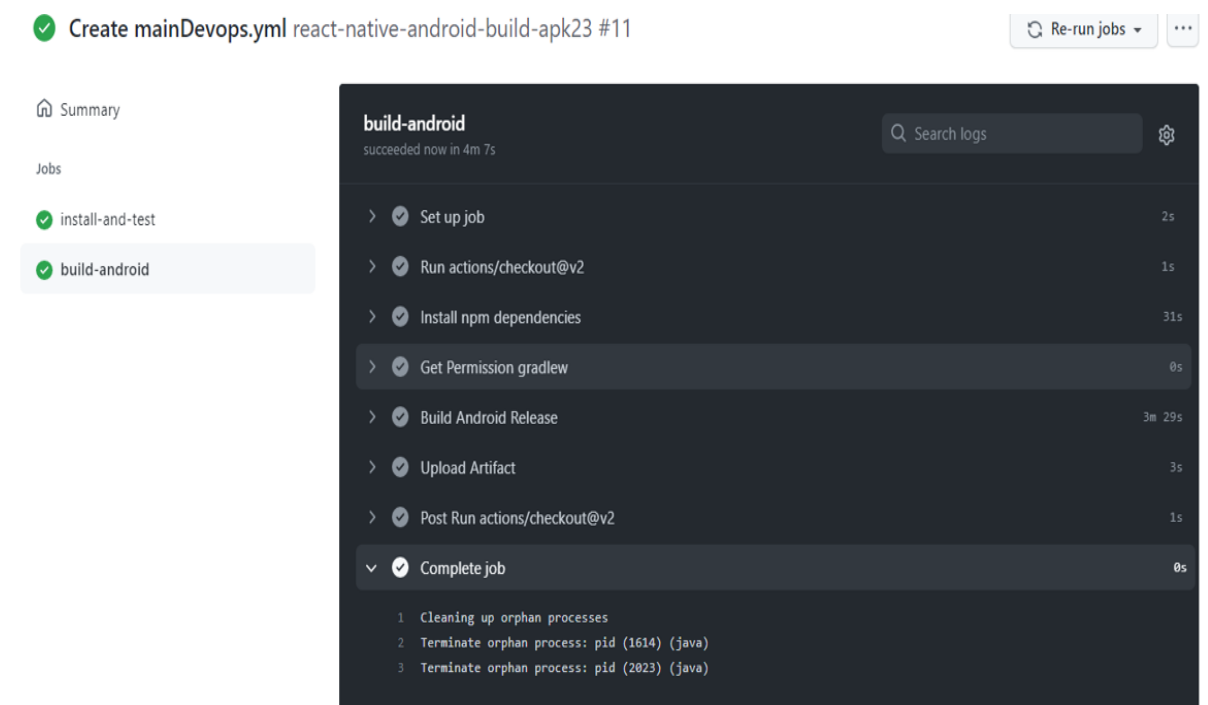 Create mainDevops.yml react-native-android-build-apk23 #11
Re-run jobs
Summary
Jobs
install-and-test
build-android
build-android
succeeded now in 4m 7s
Search logs
Set up job 2s
Run actions/checkout@v2 1s
Install npm dependencies 31s
Get Permission gradlew 0s
Build Android Release 3m 29s
Upload Artifact 3s
Post Run actions/checkout@v2 1s
Complete job 0s
1 Cleaning up orphan processes
2 Terminate orphan process: pid (1614) (java)
3 Terminate orphan process: pid (2023) (java)